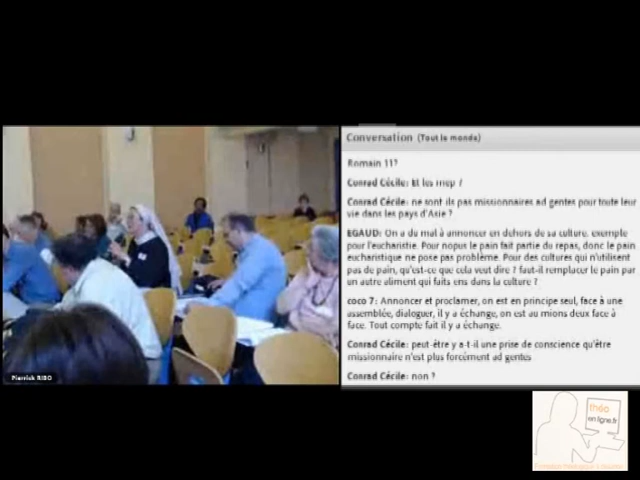 Conversation (Tout le monde)
Romain 11?
Conrad Cécile: Et les mep ?
Conrad Cécile: ne sont ils pas missionnaires ad gentes pour toute leur
vie dans les pays d'Asie ?
EGAUD: On a du mal à annoncer en dehors de sa culture. exemple
pour l'eucharistie. Pour nopus le pain fait partie du repas, donc le pain
eucharistique ne pose pas problème. Pour des cultures qui n'utilisent
pas de pain, qu'est-ce que cela veut dire ? faut-il remplacer le pain par
un autre aliment qui faits ens dans la culture ?
coco 7: Annoncer et proclamer, on est en principe seul, face à une
assemblée, dialoguer, il y a échange, on est au mions deux face à
face. Tout compte fait il y a échange.
Conrad Cécile: peut-être y a-t-il une prise de conscience qu'être
missionnaire n'est plus forcément ad gentes
Conrad Cécile: non ?
Pierrick RIBO
théo
en ligne.fr